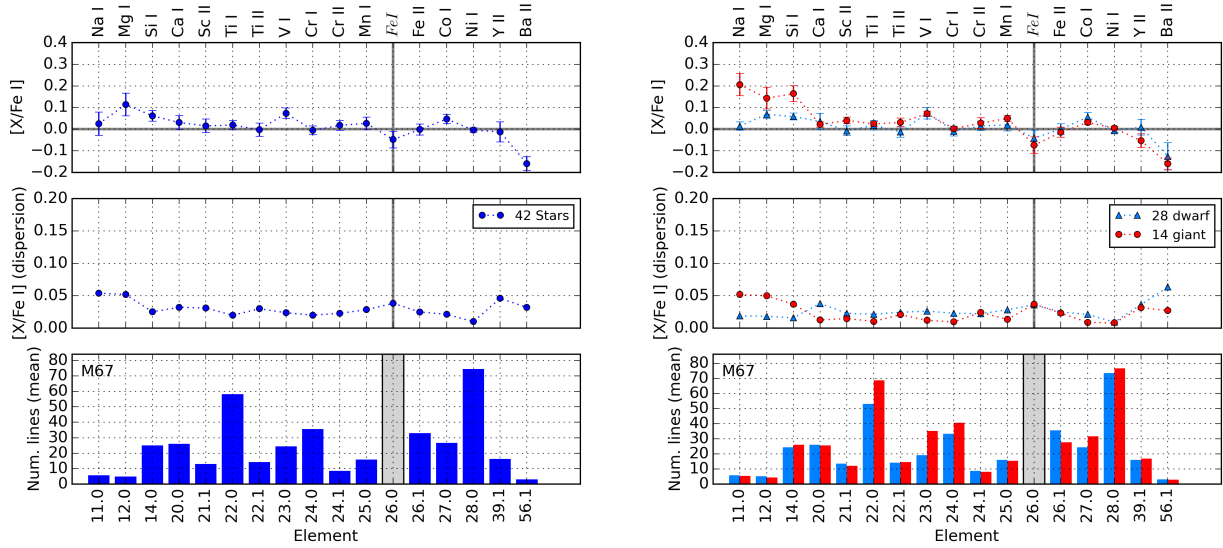 Na I Mg I Si I Ca I Sc II Ti I Ti II V I Cr I Cr II Mn I FeI Fe II Co I Ni I Y II Ba II
[X/Fe I]
0.4
0.3
0.2
0.1
0.0
−0.1
−0.2
[X/Fe I] (dispersion)
0.20
0.15
0.10
0.05
0.00
42 Stars
Num. lines (mean)
80
70
60
50
40
30
20
10
0
M67
11.0 12.0 14.0 20.0 21.1 22.0 22.1 23.0 24.0 24.1 25.0 26.0 26.1 27.0 28.0 39.1 56.1
Element
Na I Mg I Si I Ca I Sc II Ti I Ti II V I Cr I Cr II Mn I FeI Fe II Co I Ni I Y II Ba II
[X/Fe I]
0.4
0.3
0.2
0.1
0.0
−0.1
−0.2
[X/Fe I] (dispersion)
0.20
0.15
0.10
0.05
0.00
28 dwarf
14 giant
Num. lines (mean)
80
70
60
50
40
30
20
10
0
M67
11.0 12.0 14.0 20.0 21.1 22.0 22.1 23.0 24.0 24.1 25.0 26.0 26.1 27.0 28.0 39.1 56.1
Element